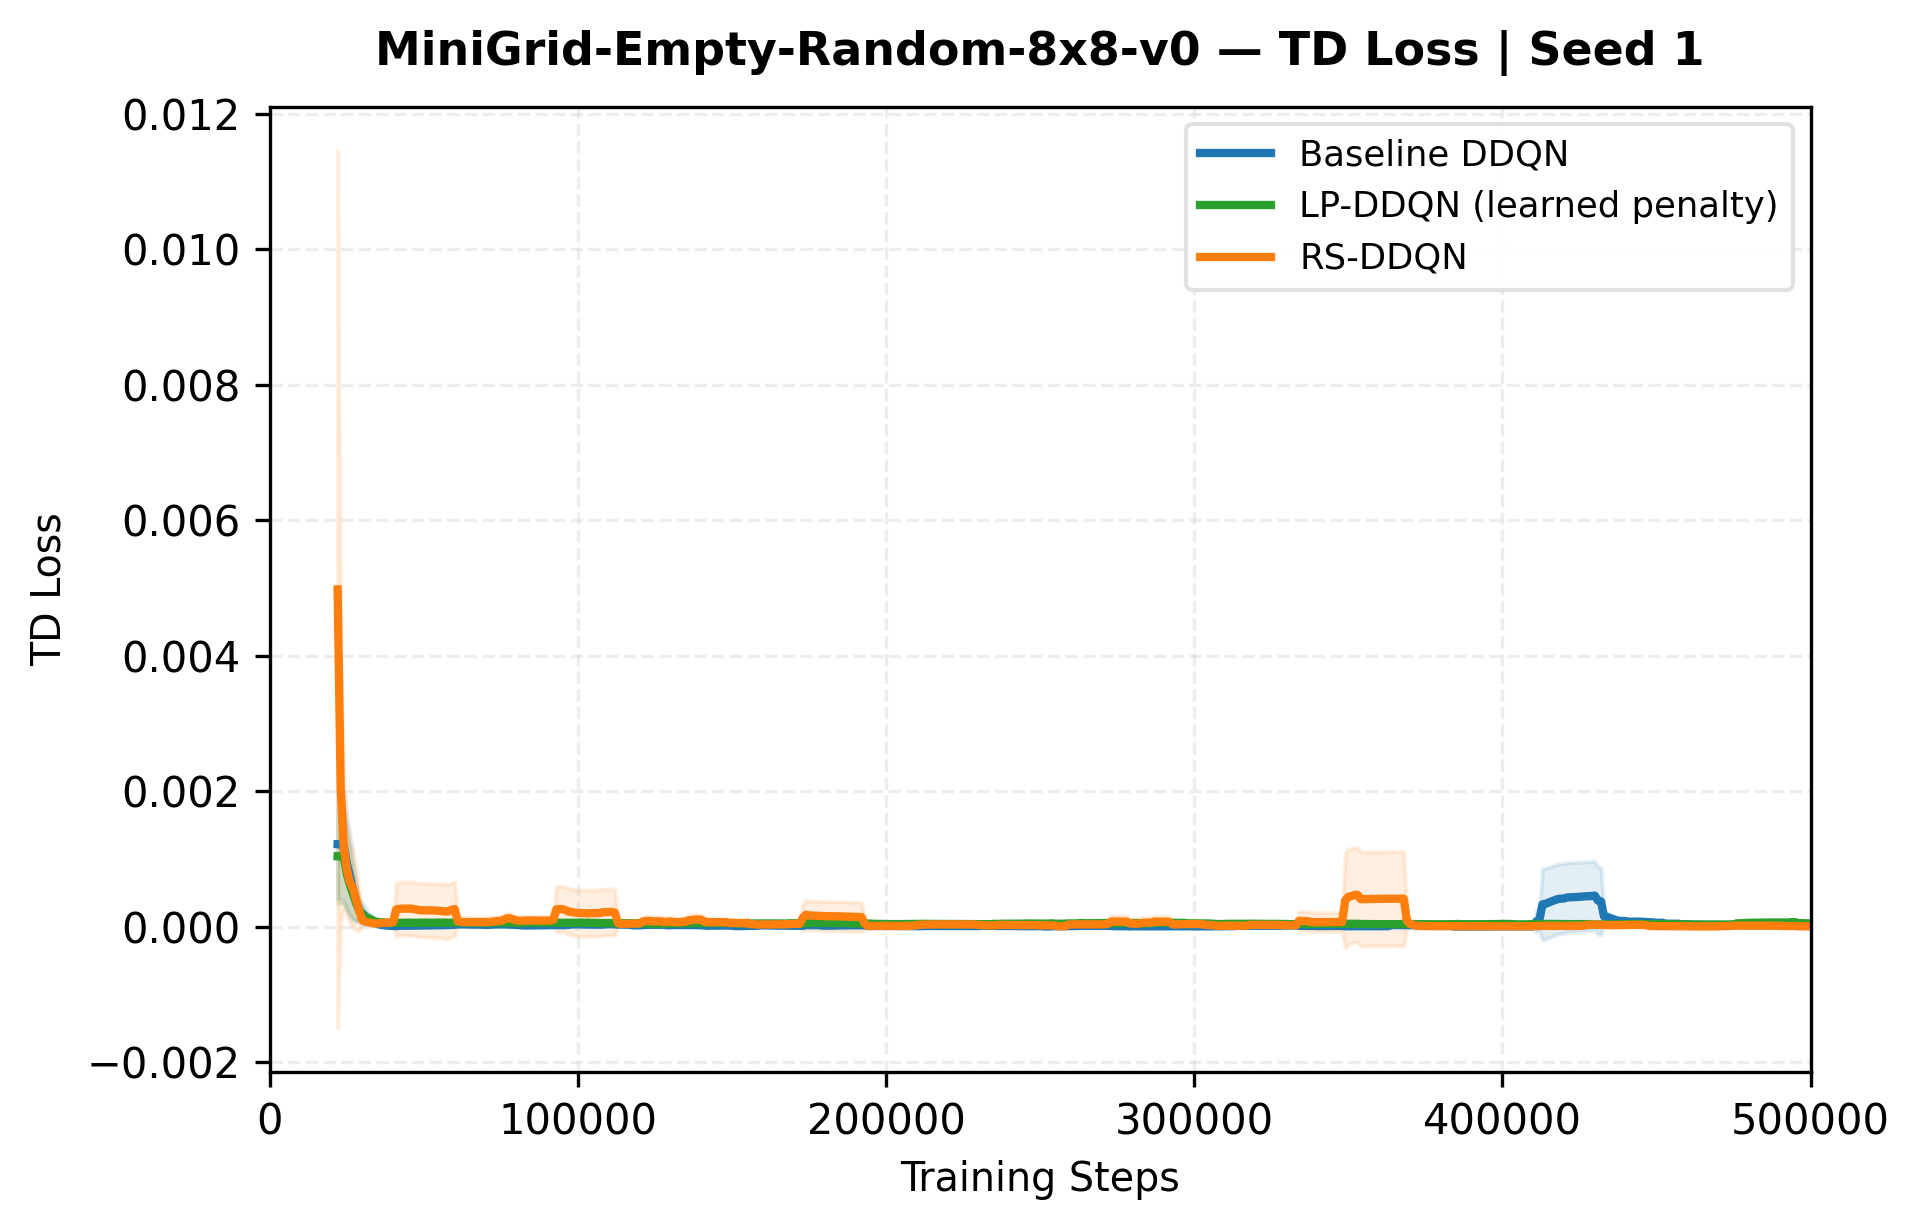 MiniGrid-Empty-Random-8x8-v0 — TD Loss | Seed 1
Baseline DDQN
LP-DDQN (learned penalty)
RS-DDQN
TD Loss
0.012
0.010
0.008
0.006
0.004
0.002
0.000
−0.002
0
100000
200000
300000
400000
500000
Training Steps